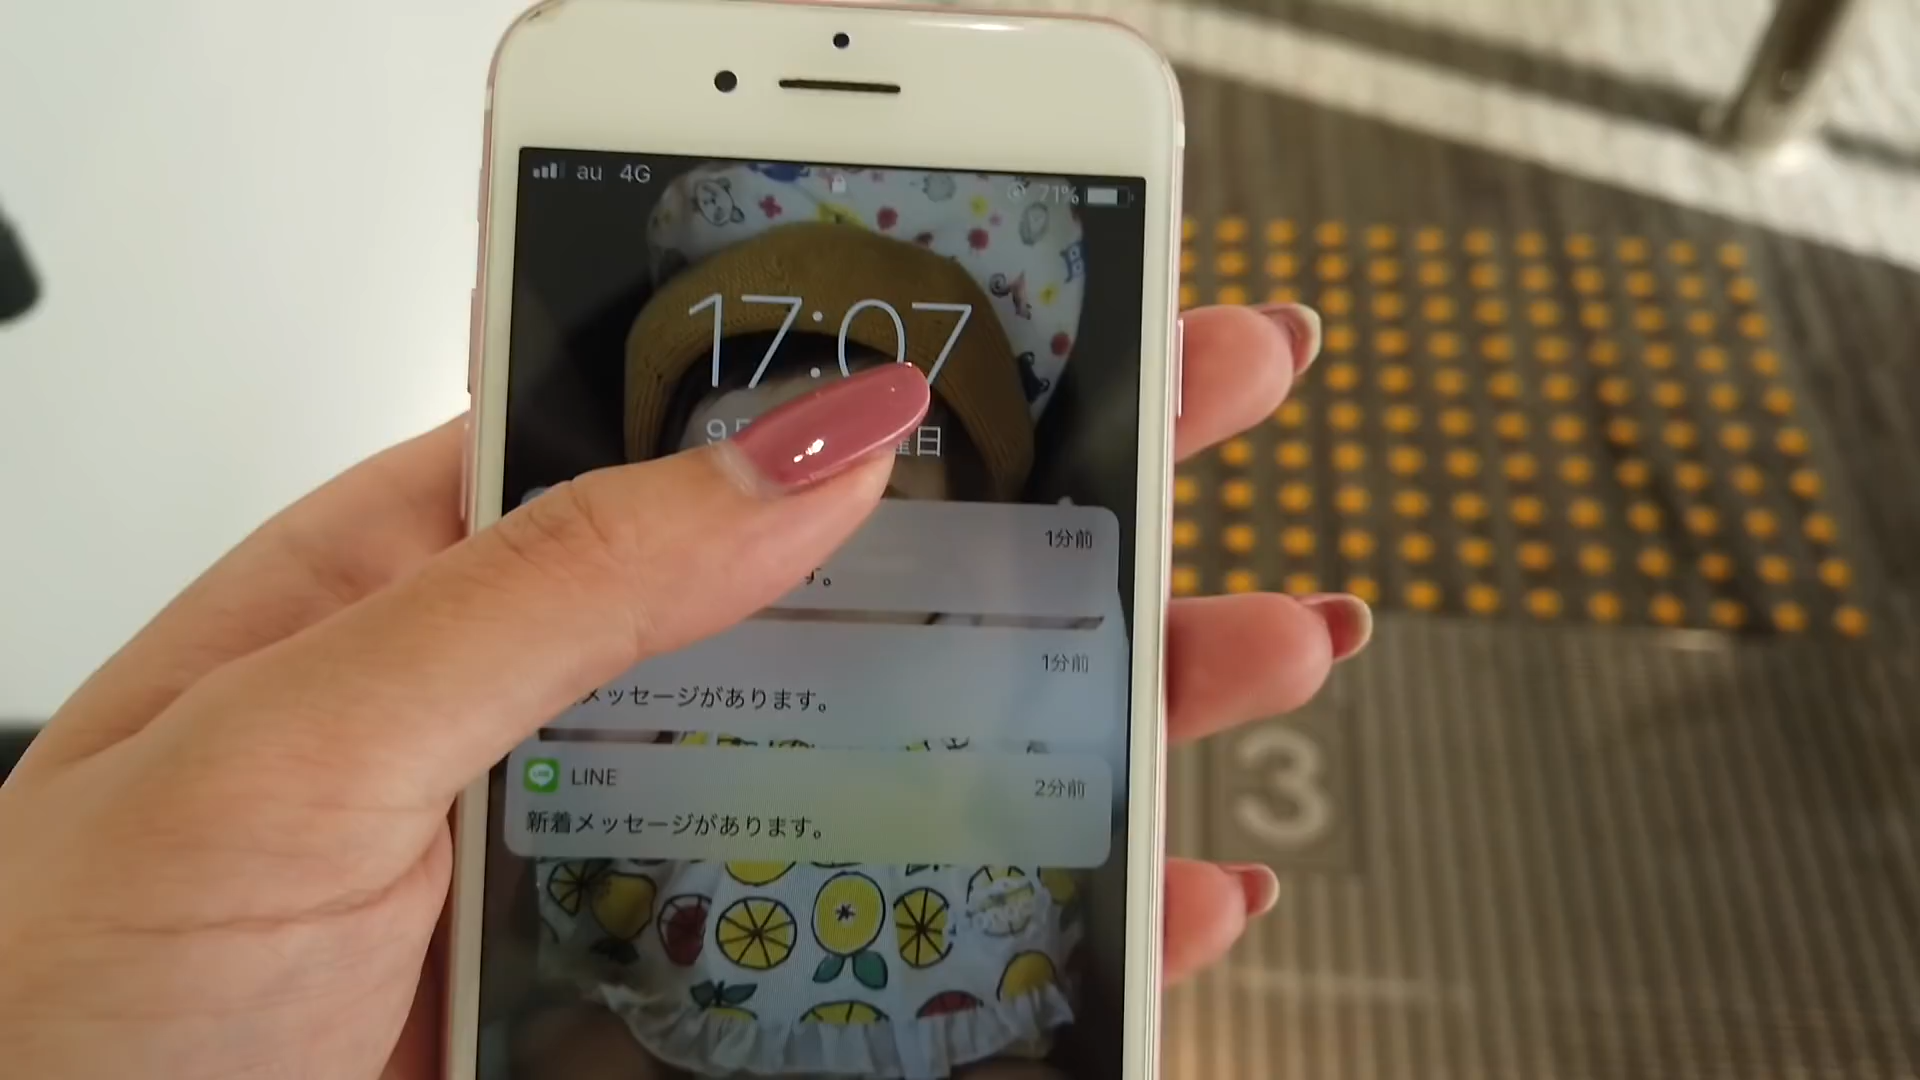 au 4G 71%
17:07
日
1分前
す。
1分前
メッセージがあります。
LINE 2分前
新着メッセージがあります。
3